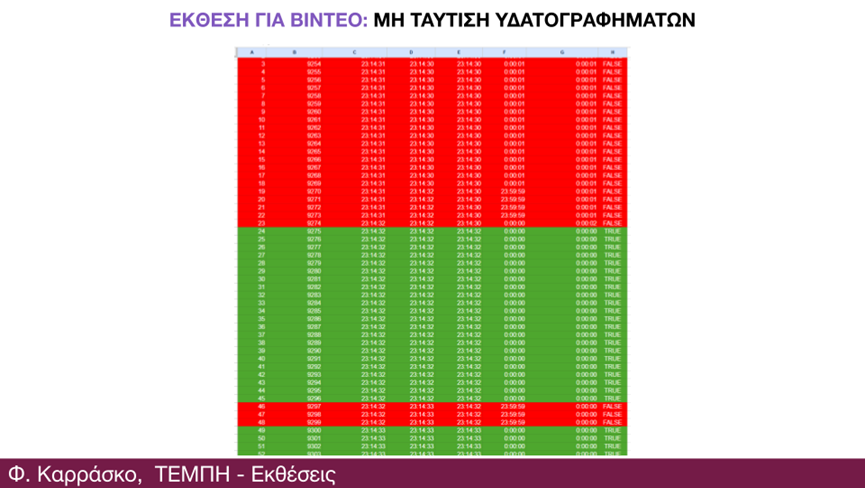 ΕΚΘΕΣΗ ΓΙΑ ΒΙΝΤΕΟ: ΜΗ ΤΑΥΤΙΣΗ ΥΔΑΤΟΓΡΑΦΗΜΑΤΩΝ
A B C D E F G H
3 9254 23:14:31 23:14:30 23:14:30 0:00:01 0:00:01 FALSE
4 9255 23:14:31 23:14:30 23:14:30 0:00:01 0:00:01 FALSE
5 9256 23:14:31 23:14:30 23:14:30 0:00:01 0:00:01 FALSE
6 9257 23:14:31 23:14:30 23:14:30 0:00:01 0:00:01 FALSE
7 9258 23:14:31 23:14:30 23:14:30 0:00:01 0:00:01 FALSE
8 9259 23:14:31 23:14:30 23:14:30 0:00:01 0:00:01 FALSE
9 9260 23:14:31 23:14:30 23:14:30 0:00:01 0:00:01 FALSE
10 9261 23:14:31 23:14:30 23:14:30 0:00:01 0:00:01 FALSE
11 9262 23:14:31 23:14:30 23:14:30 0:00:01 0:00:01 FALSE
12 9263 23:14:31 23:14:30 23:14:30 0:00:01 0:00:01 FALSE
13 9264 23:14:31 23:14:30 23:14:30 0:00:01 0:00:01 FALSE
14 9265 23:14:31 23:14:30 23:14:30 0:00:01 0:00:01 FALSE
15 9266 23:14:31 23:14:30 23:14:30 0:00:01 0:00:01 FALSE
16 9267 23:14:31 23:14:30 23:14:30 0:00:01 0:00:01 FALSE
17 9268 23:14:31 23:14:30 23:14:30 0:00:01 0:00:01 FALSE
18 9269 23:14:31 23:14:30 23:14:30 0:00:01 0:00:01 FALSE
19 9270 23:14:31 23:14:32 23:14:30 23:59:59 0:00:01 FALSE
20 9271 23:14:31 23:14:32 23:14:30 23:59:59 0:00:01 FALSE
21 9272 23:14:31 23:14:32 23:14:30 23:59:59 0:00:01 FALSE
22 9273 23:14:31 23:14:32 23:14:30 23:59:59 0:00:01 FALSE
23 9274 23:14:32 23:14:32 23:14:30 0:00:00 0:00:02 FALSE
24 9275 23:14:32 23:14:32 23:14:32 0:00:00 0:00:00 TRUE
25 9276 23:14:32 23:14:32 23:14:32 0:00:00 0:00:00 TRUE
26 9277 23:14:32 23:14:32 23:14:32 0:00:00 0:00:00 TRUE
27 9278 23:14:32 23:14:32 23:14:32 0:00:00 0:00:00 TRUE
28 9279 23:14:32 23:14:32 23:14:32 0:00:00 0:00:00 TRUE
29 9280 23:14:32 23:14:32 23:14:32 0:00:00 0:00:00 TRUE
30 9281 23:14:32 23:14:32 23:14:32 0:00:00 0:00:00 TRUE
31 9282 23:14:32 23:14:32 23:14:32 0:00:00 0:00:00 TRUE
32 9283 23:14:32 23:14:32 23:14:32 0:00:00 0:00:00 TRUE
33 9284 23:14:32 23:14:32 23:14:32 0:00:00 0:00:00 TRUE
34 9285 23:14:32 23:14:32 23:14:32 0:00:00 0:00:00 TRUE
35 9286 23:14:32 23:14:32 23:14:32 0:00:00 0:00:00 TRUE
36 9287 23:14:32 23:14:32 23:14:32 0:00:00 0:00:00 TRUE
37 9288 23:14:32 23:14:32 23:14:32 0:00:00 0:00:00 TRUE
38 9289 23:14:32 23:14:32 23:14:32 0:00:00 0:00:00 TRUE
39 9290 23:14:32 23:14:32 23:14:32 0:00:00 0:00:00 TRUE
40 9291 23:14:32 23:14:32 23:14:32 0:00:00 0:00:00 TRUE
41 9292 23:14:32 23:14:32 23:14:32 0:00:00 0:00:00 TRUE
42 9293 23:14:32 23:14:32 23:14:32 0:00:00 0:00:00 TRUE
43 9294 23:14:32 23:14:32 23:14:32 0:00:00 0:00:00 TRUE
44 9295 23:14:32 23:14:32 23:14:32 0:00:00 0:00:00 TRUE
45 9296 23:14:32 23:14:32 23:14:32 0:00:00 0:00:00 TRUE
46 9297 23:14:32 23:14:33 23:14:32 23:59:59 0:00:00 FALSE
47 9298 23:14:32 23:14:33 23:14:32 23:59:59 0:00:00 FALSE
48 9299 23:14:32 23:14:33 23:14:32 23:59:59 0:00:00 FALSE
49 9300 23:14:33 23:14:33 23:14:33 0:00:00 0:00:00 TRUE
50 9301 23:14:33 23:14:33 23:14:33 0:00:00 0:00:00 TRUE
51 9302 23:14:33 23:14:33 23:14:33 0:00:00 0:00:00 TRUE
Φ. Καρράσκο, ΤΕΜΠΗ - Εκθέσεις